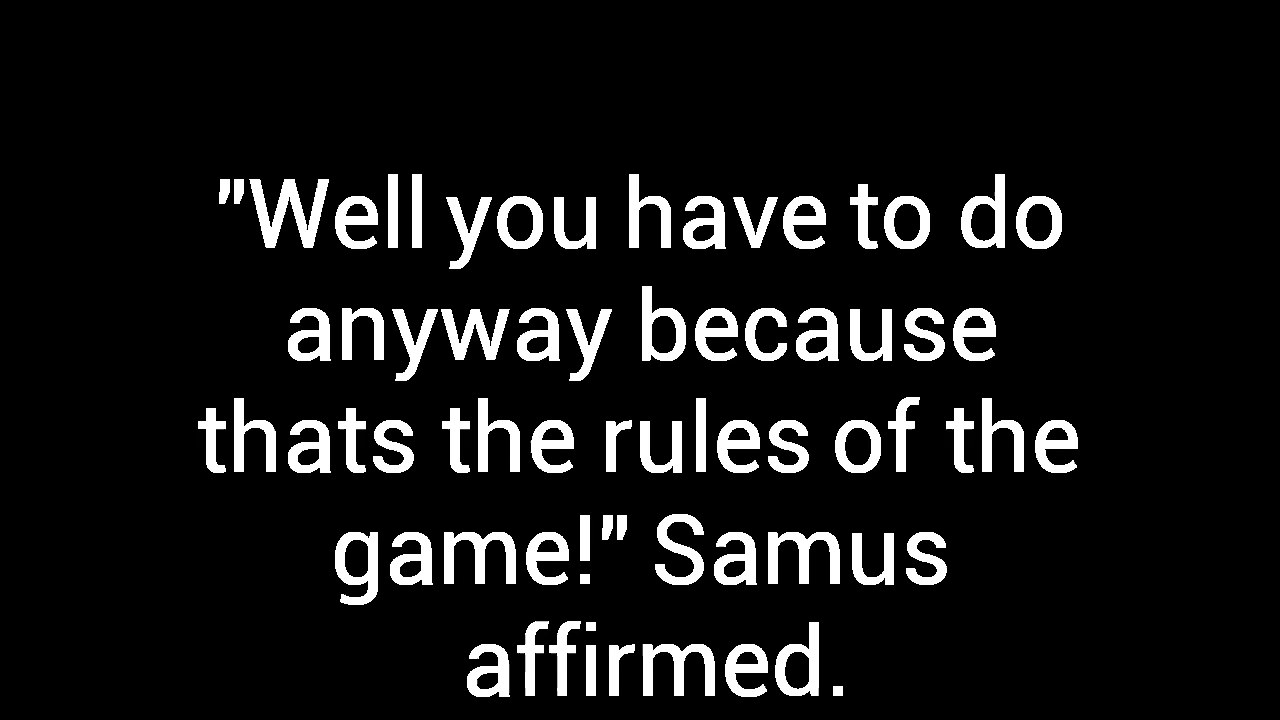 "Well you have to do
anyway because
thats the rules of the
game!" Samus
affirmed.